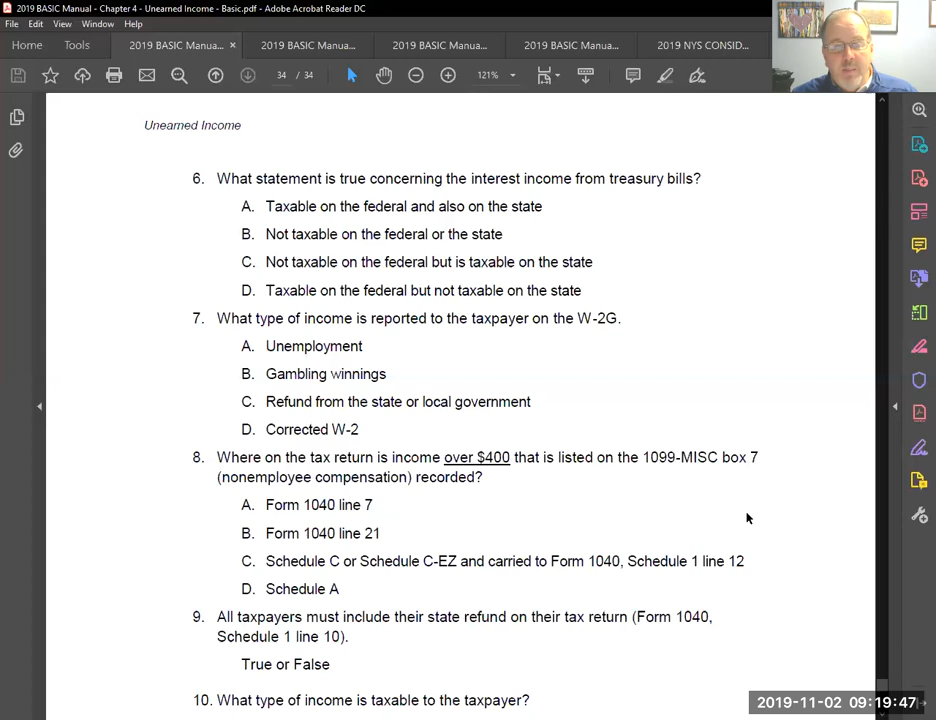 2019 BASIC Manual - Chapter 4 - Unearned Income - Basic.pdf - Adobe Acrobat Reader DC
File Edit View Window Help
Home Tools 2019 BASIC Manua... × 2019 BASIC Manua... 2019 BASIC Manua... 2019 BASIC Manua... 2019 NYS CONSID...
34 / 34 121%
Unearned Income
6. What statement is true concerning the interest income from treasury bills?
A. Taxable on the federal and also on the state
B. Not taxable on the federal or the state
C. Not taxable on the federal but is taxable on the state
D. Taxable on the federal but not taxable on the state
7. What type of income is reported to the taxpayer on the W-2G.
A. Unemployment
B. Gambling winnings
C. Refund from the state or local government
D. Corrected W-2
8. Where on the tax return is income over $400 that is listed on the 1099-MISC box 7
(nonemployee compensation) recorded?
A. Form 1040 line 7
B. Form 1040 line 21
C. Schedule C or Schedule C-EZ and carried to Form 1040, Schedule 1 line 12
D. Schedule A
9. All taxpayers must include their state refund on their tax return (Form 1040,
Schedule 1 line 10).
True or False
10. What type of income is taxable to the taxpayer?
2019-11-02 09:19:47